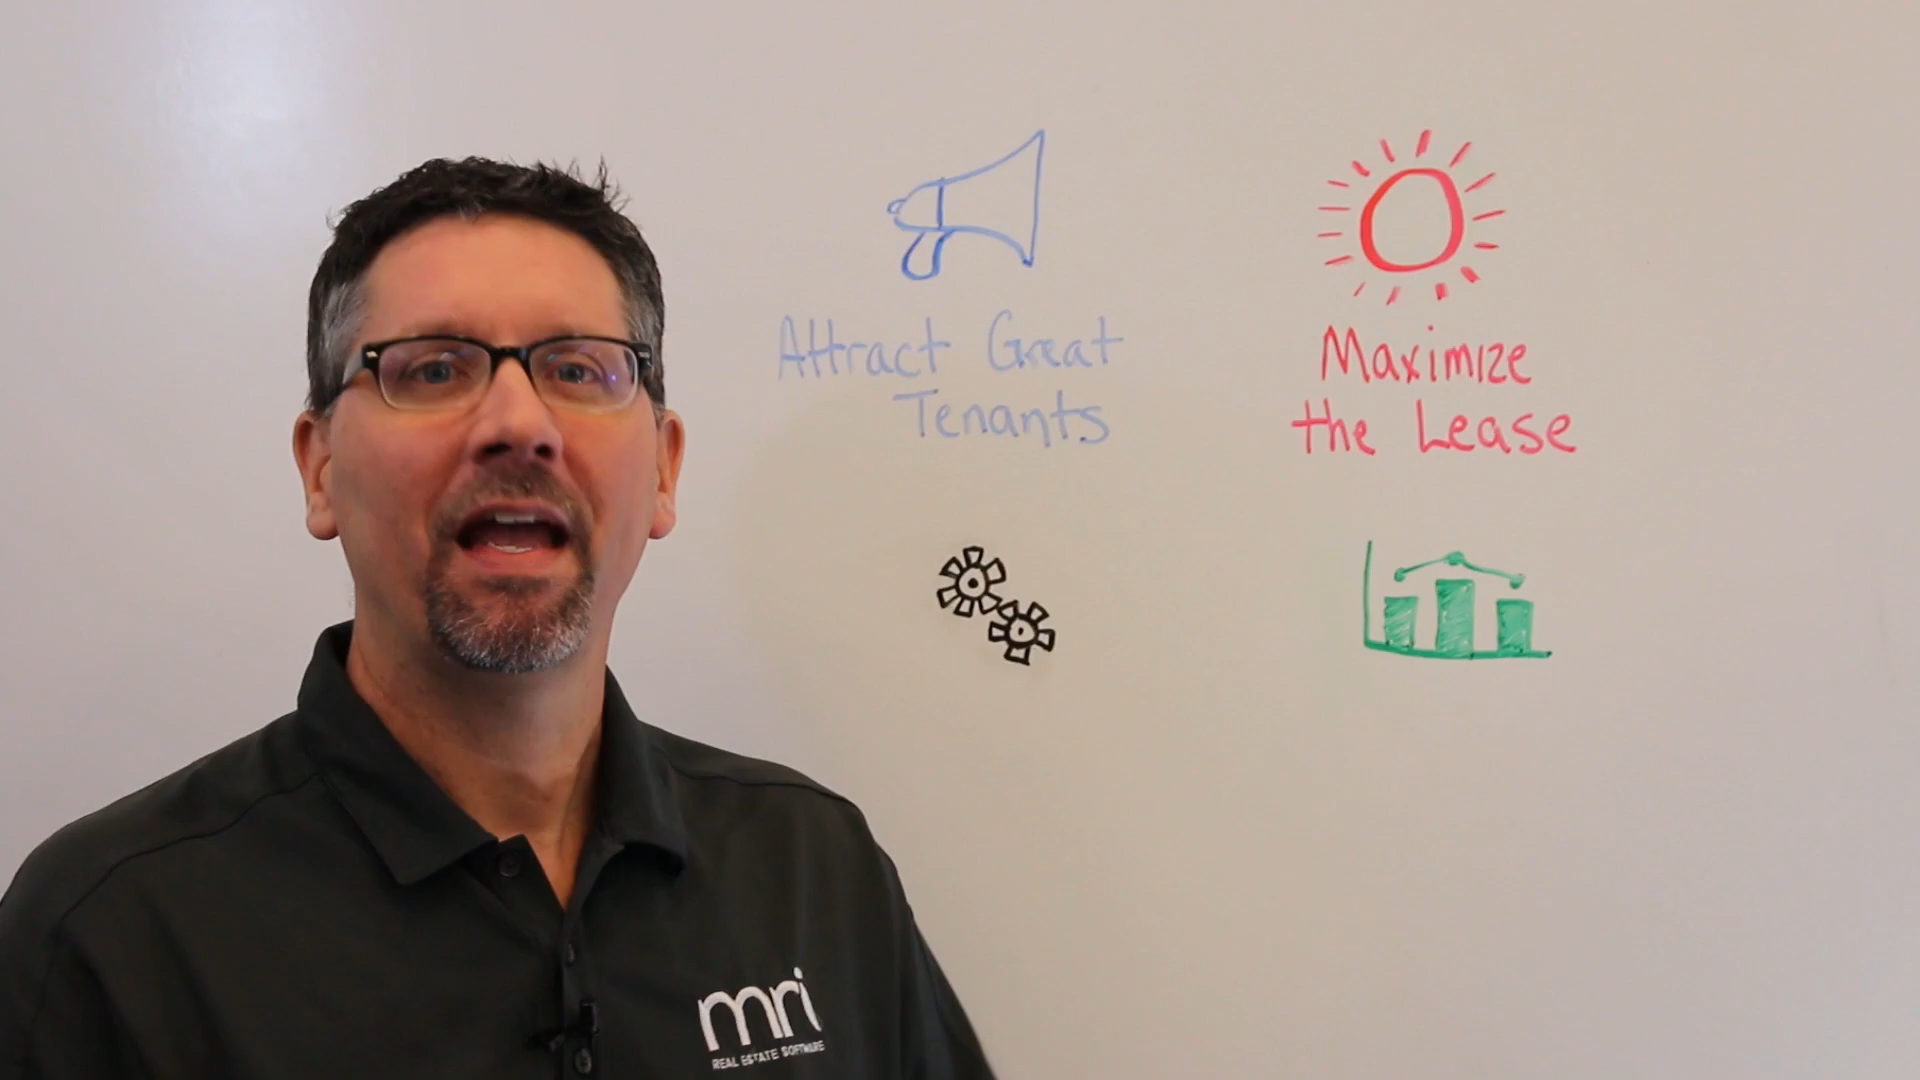 Attract Great
Tenants
Maximize
the Lease
mri
REAL ESTATE SOFTWARE